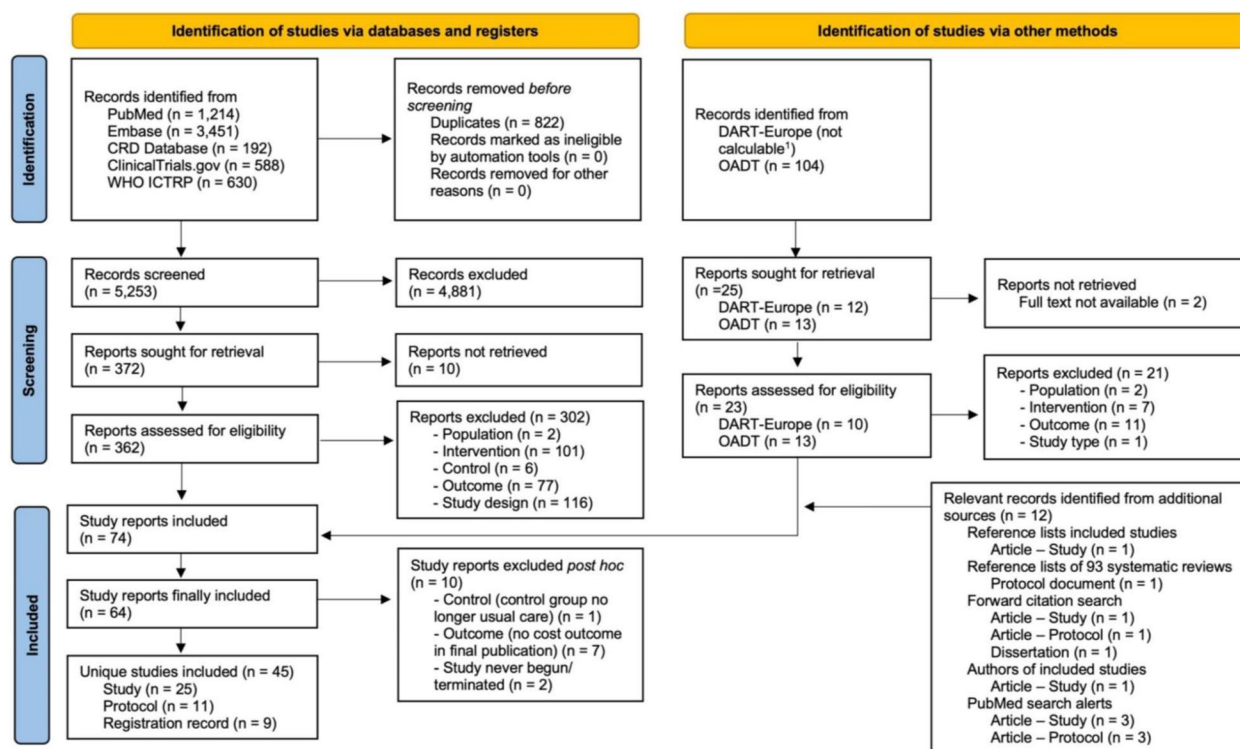 Identification of studies via databases and registers
Identification of studies via other methods
Identification
Records identified from
PubMed (n = 1,214)
Embase (n = 3,451)
CRD Database (n = 192)
ClinicalTrials.gov (n = 588)
WHO ICTRP (n = 630)
Records removed before
screening
Duplicates = 822)
Records marked as ineligible
by automation tools (n = 0)
Records removed for other
reasons (n = 0)
Records identified from
DART-Europe (not
calculable¹)
OADT (n = 104)
Screening
Records screened
(n = 5,253)
Records excluded
(n = 4,881)
Reports sought for retrieval
(n = 372)
Reports not retrieved
(n = 10)
Reports assessed for eligibility
(n = 362)
Reports excluded (n = 302)
- Population (n = 2)
- Intervention (n = 101)
- Control (n = 6)
- Outcome (n = 77)
- Study design (n = 116)
Reports sought for retrieval
(n =25)
DART-Europe (n = 12)
OADT (n = 13)
Reports not retrieved
Full text not available (n = 2)
Reports assessed for eligibility
(n = 23)
DART-Europe (n = 10)
OADT (n = 13)
Reports excluded (n = 21)
- Population (n = 2)
- Intervention (n = 7)
- Outcome (n = 11)
- Study type (n = 1)
Included
Study reports included
(n = 74)
Study reports finally included
(n = 64)
Study reports excluded post hoc
(n = 10)
- Control (control group no
longer usual care) (n = 1)
- Outcome (no cost outcome
in final publication) (n = 7)
- Study never begun/
terminated (n = 2)
Unique studies included (n = 45)
Study (n = 25)
Protocol (n = 11)
Registration record (n = 9)
Relevant records identified from additional
sources (n = 12)
Reference lists included studies
Article – Study (n = 1)
Reference lists of 93 systematic reviews
Protocol document (n = 1)
Forward citation search
Article – Study (n = 1)
Article – Protocol (n = 1)
Dissertation (n = 1)
Authors of included studies
Article – Study (n = 1)
PubMed search alerts
Article – Study (n = 3)
Article – Protocol (n = 3)